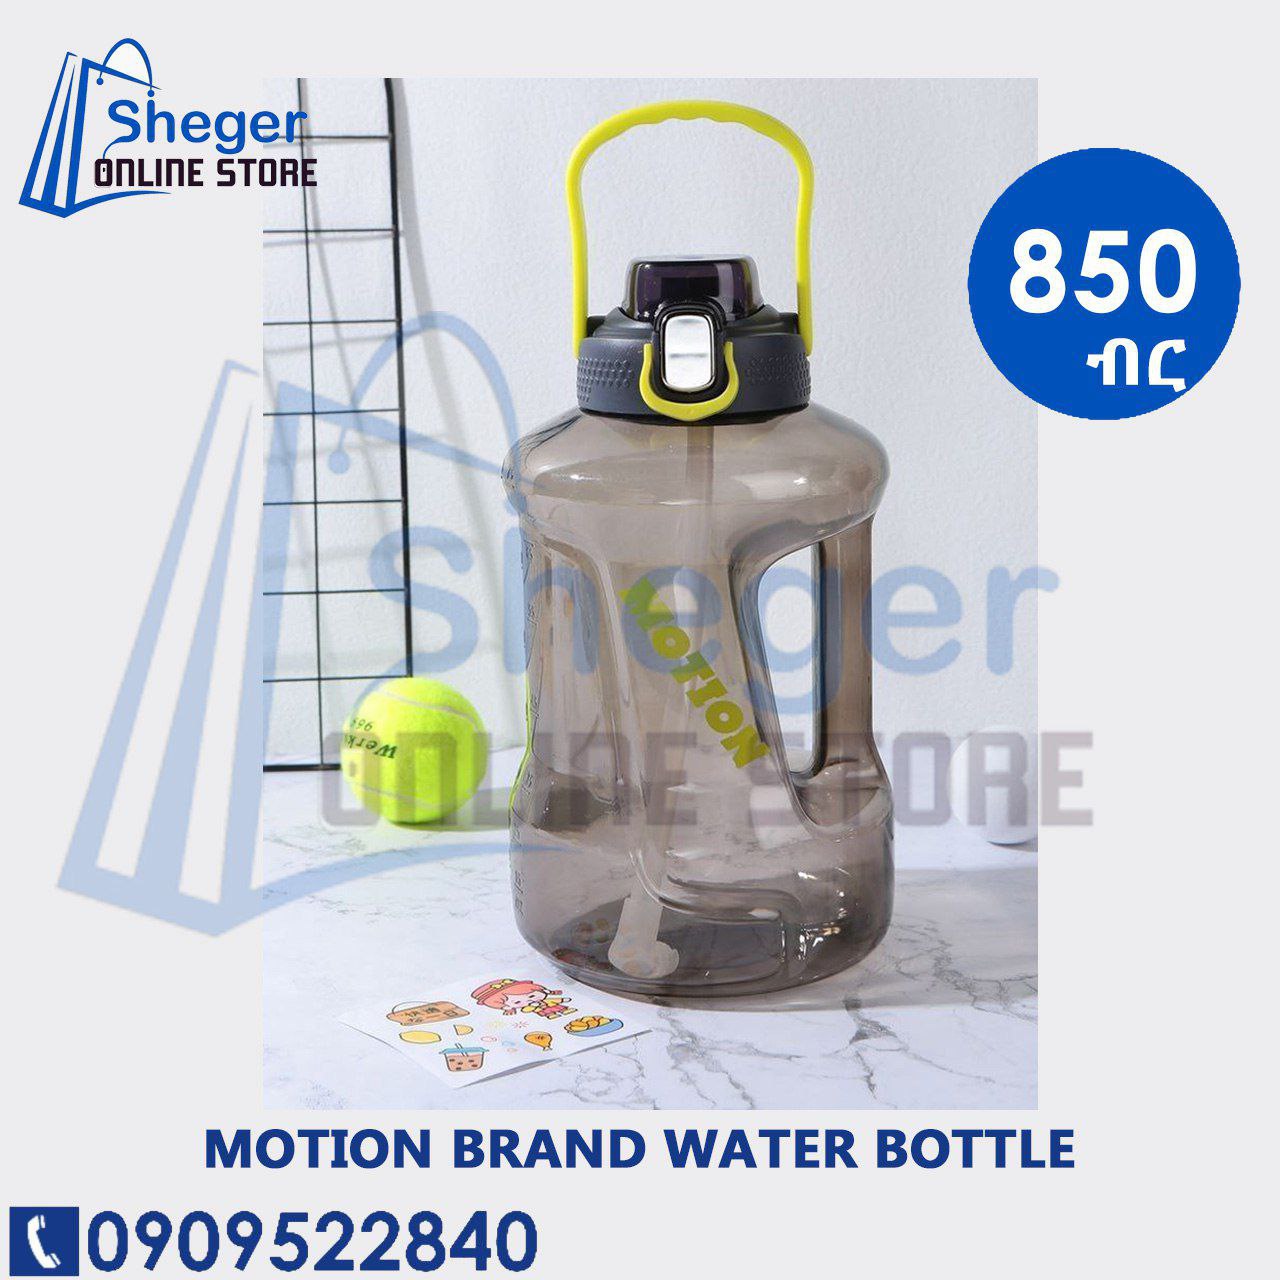 Sheger
ONLINE STORE
850
ብር
MOTION
Sheger
ONLINE STORE
MOTION BRAND WATER BOTTLE
0909522840